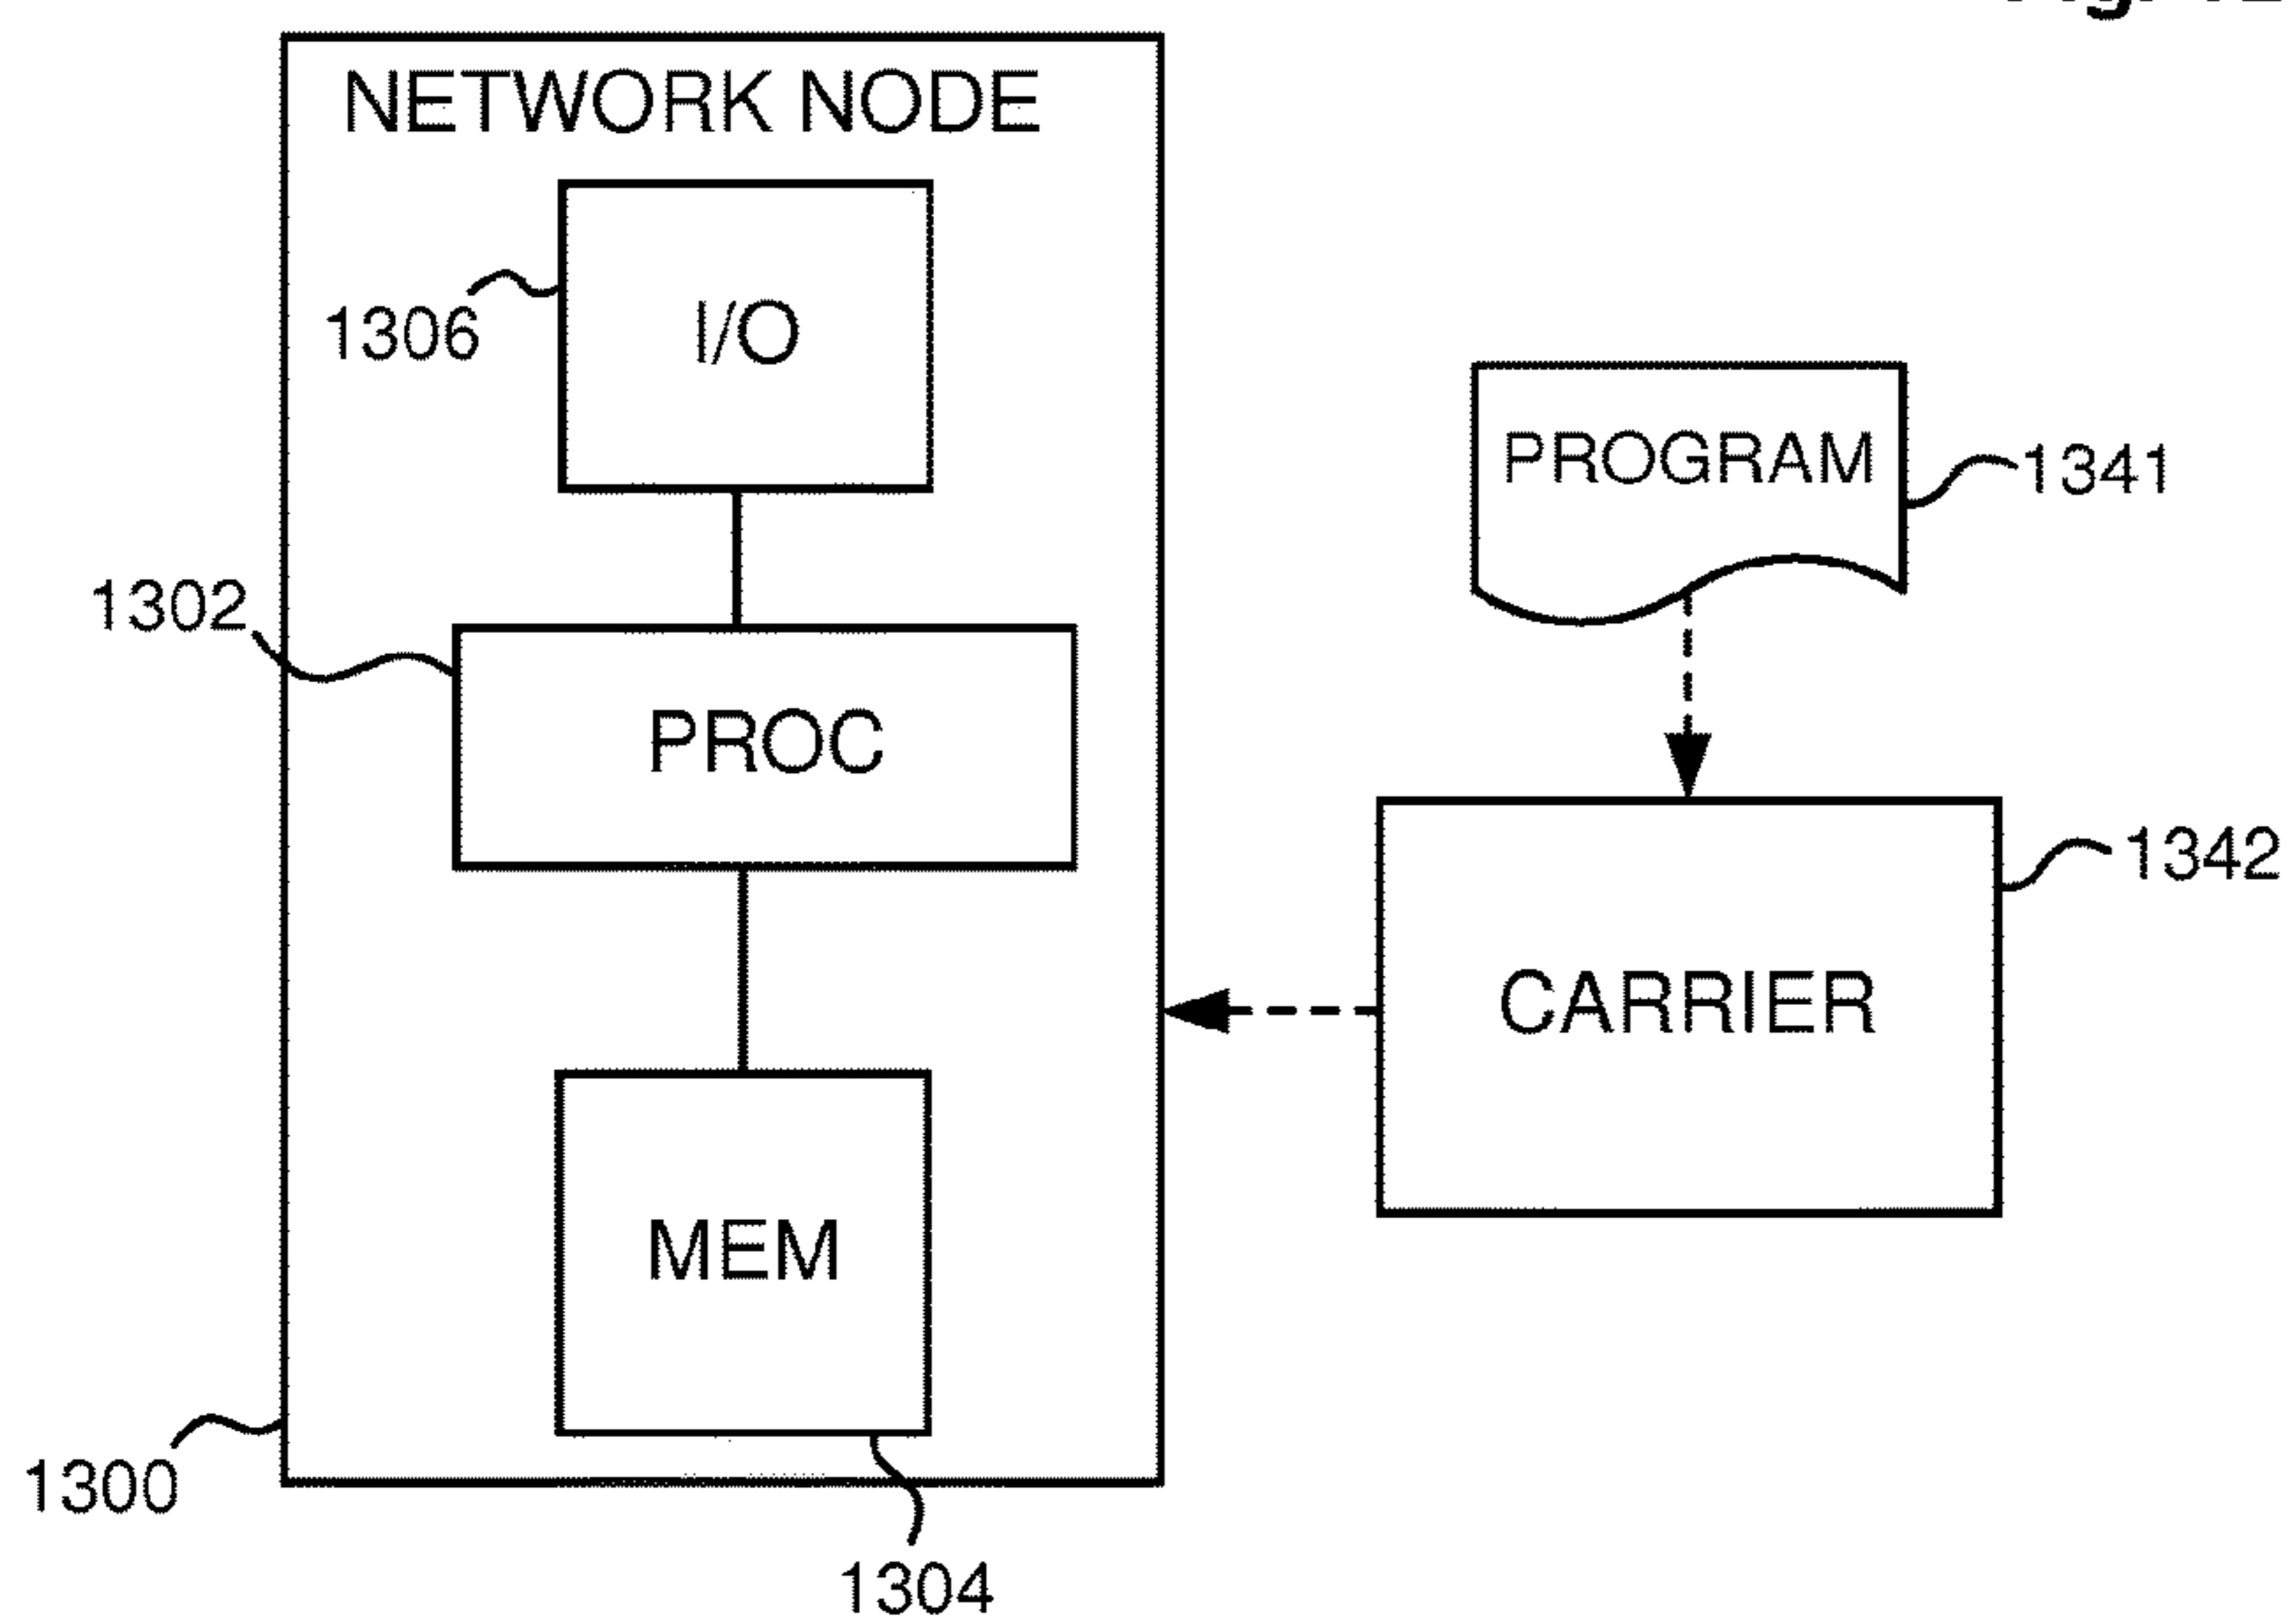 NETWORK NODE
I/O
1306
PROGRAM
1341
1302
PROC
1342
CARRIER
MEM
1300
1304